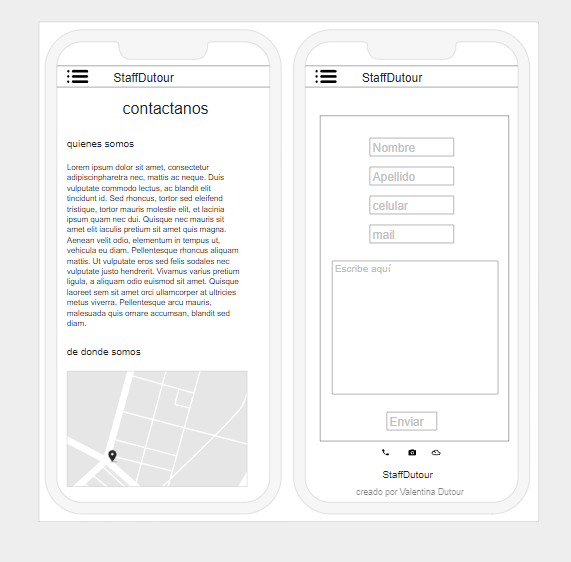 StaffDutour
contactanos
quienes somos
Lorem ipsum dolor sit amet, consectetur
adipiscinpharetra nec, mattis ac neque. Duis
vulputate commodo lectus, ac blandit elit
tincidunt id. Sed rhoncus, tortor sed eleifend
tristique, tortor mauris molestie elit, et lacinia
ipsum quam nec dui. Quisque nec mauris sit
amet elit iaculis pretium sit amet quis magna.
Aenean velit odio, elementum in tempus ut,
vehicula eu diam. Pellentesque rhoncus aliquam
mattis. Ut vulputate eros sed felis sodales nec
vulputate justo hendrerit. Vivamus varius pretium
ligula, a aliquam odio euismod sit amet. Quisque
laoreet sem sit amet orci ullamcorper at ultricies
metus viverra. Pellentesque arcu mauris,
malesuada quis ornare accumsan, blandit sed
diam.
de donde somos
StaffDutour
Nombre
Apellido
celular
mail
Escribe aquí
Enviar
StaffDutour
creado por Valentina Dutour